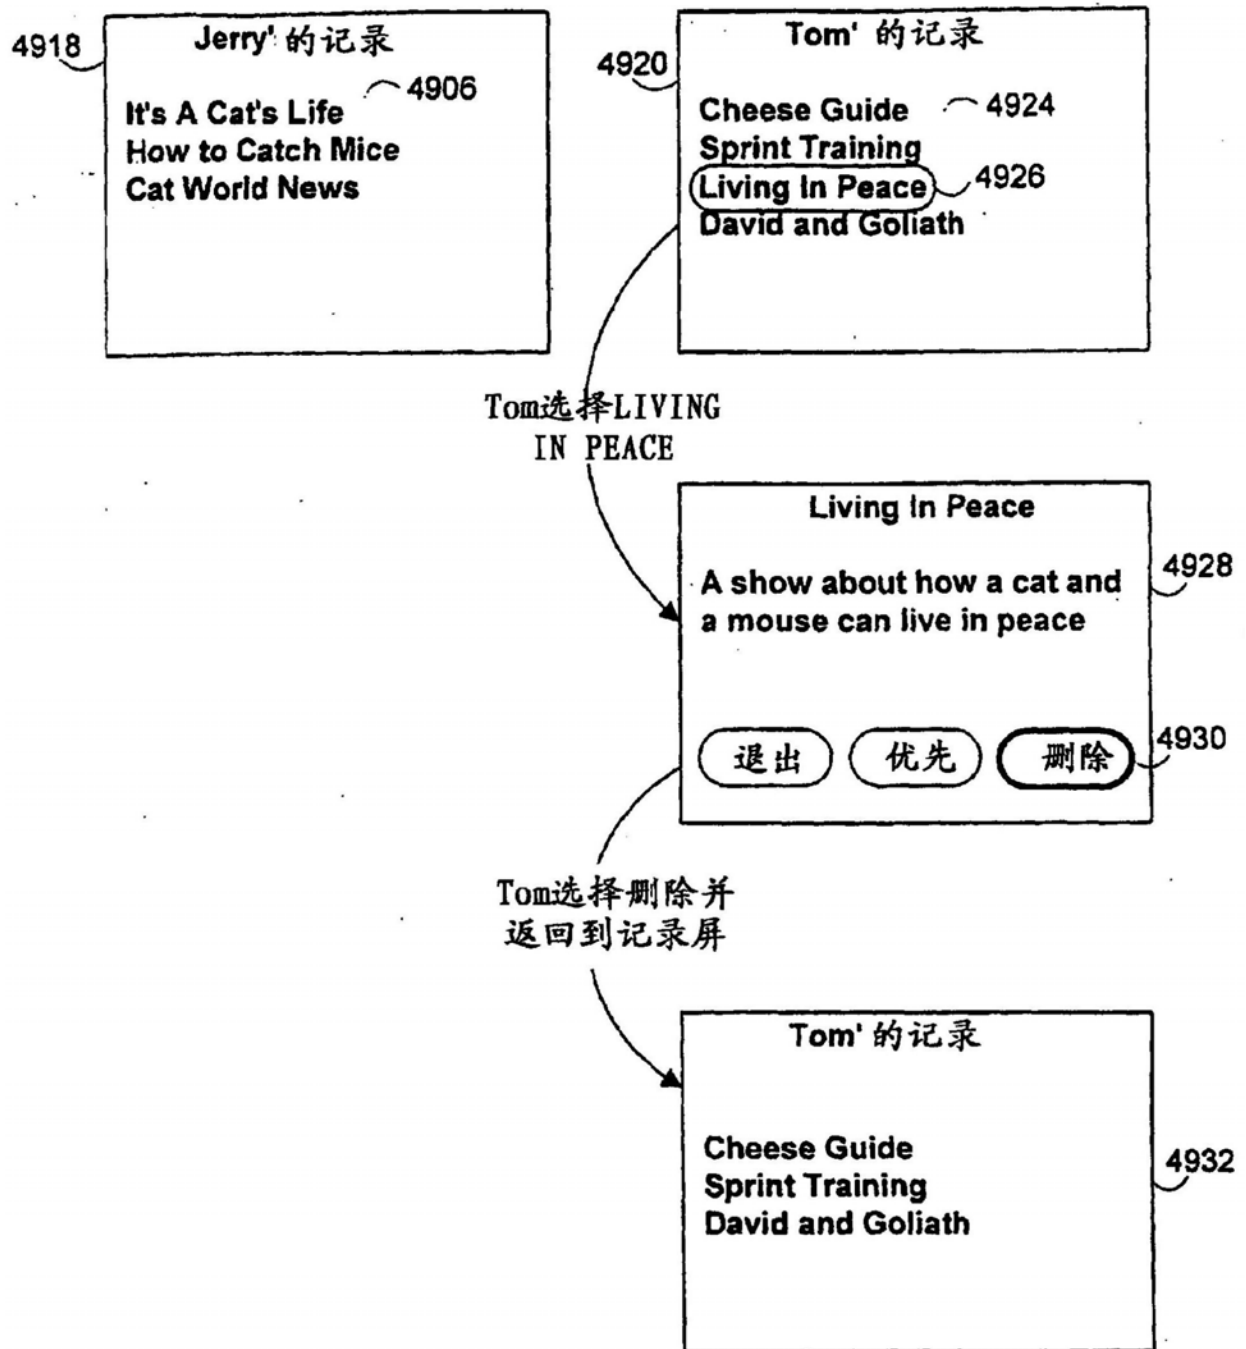 4918
Jerry' 的记录
4906
It's A Cat's Life
How to Catch Mice
Cat World News
4920
Tom' 的记录
Cheese Guide
4924
Sprint Training
Living In Peace
4926
David and Goliath
Tom选择LIVING
IN PEACE
Living In Peace
A show about how a cat and
a mouse can live in peace
4928
退出 优先 删除
4930
Tom选择删除并
返回到记录屏
Tom' 的记录
Cheese Guide
Sprint Training
David and Goliath
4932